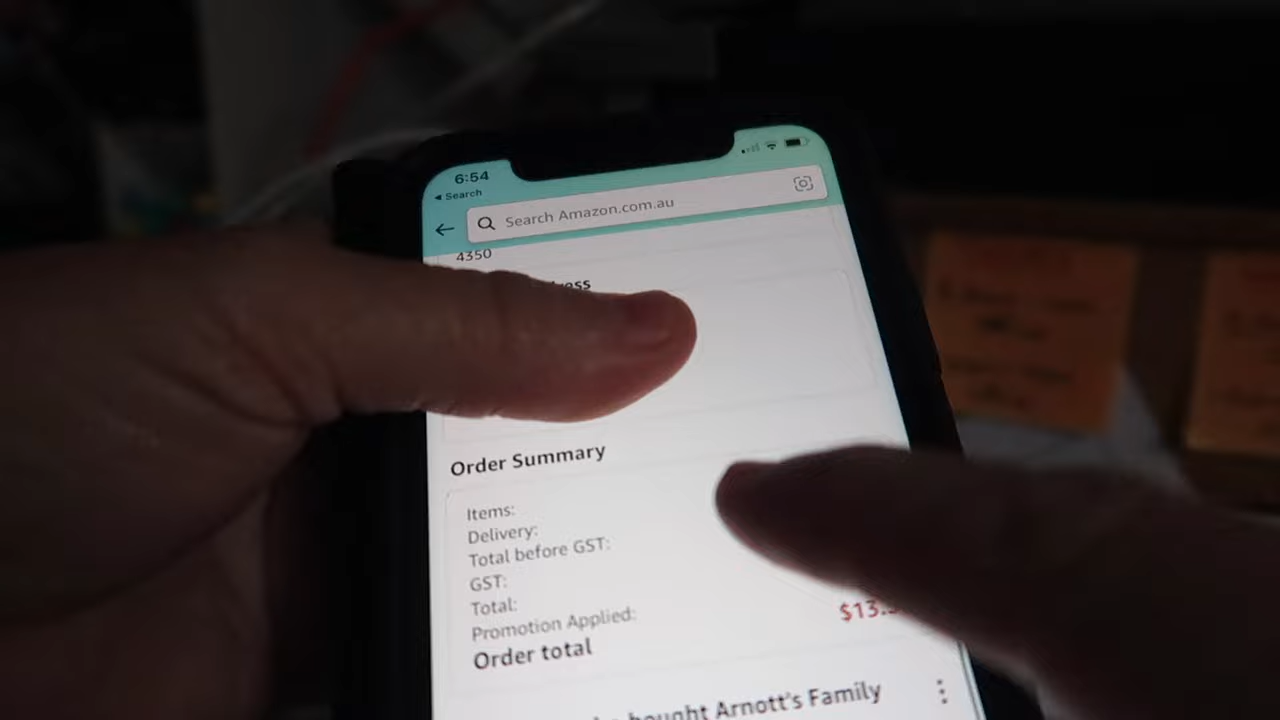 6:54
◀ Search
Search Amazon.com.au
4350
Order Summary
Items:
Delivery:
Total before GST:
GST:
Total:
Promotion Applied:
Order total
$13.
bought Arnott's Family